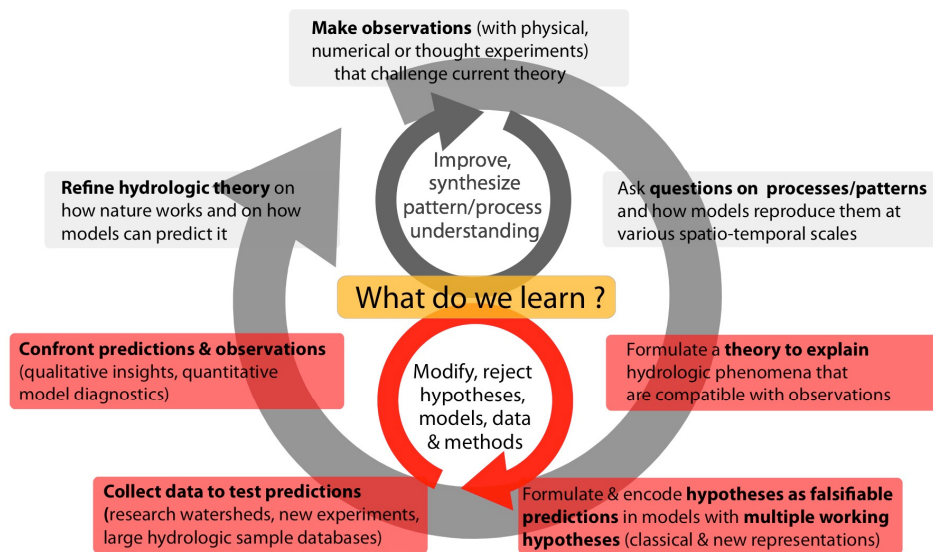 Make observations (with physical,
numerical or thought experiments)
that challenge current theory
Improve,
synthesize
pattern/process
understanding
Refine hydrologic theory on
how nature works and on how
models can predict it
Ask questions on processes/patterns
and how models reproduce them at
various spatio-temporal scales
What do we learn ?
Confront predictions & observations
(qualitative insights, quantitative
model diagnostics)
Modify, reject
hypotheses,
models, data
& methods
Formulate a theory to explain
hydrologic phenomena that
are compatible with observations
Collect data to test predictions
(research watersheds, new experiments,
large hydrologic sample databases)
Formulate & encode hypotheses as falsifiable
predictions in models with multiple working
hypotheses (classical & new representations)